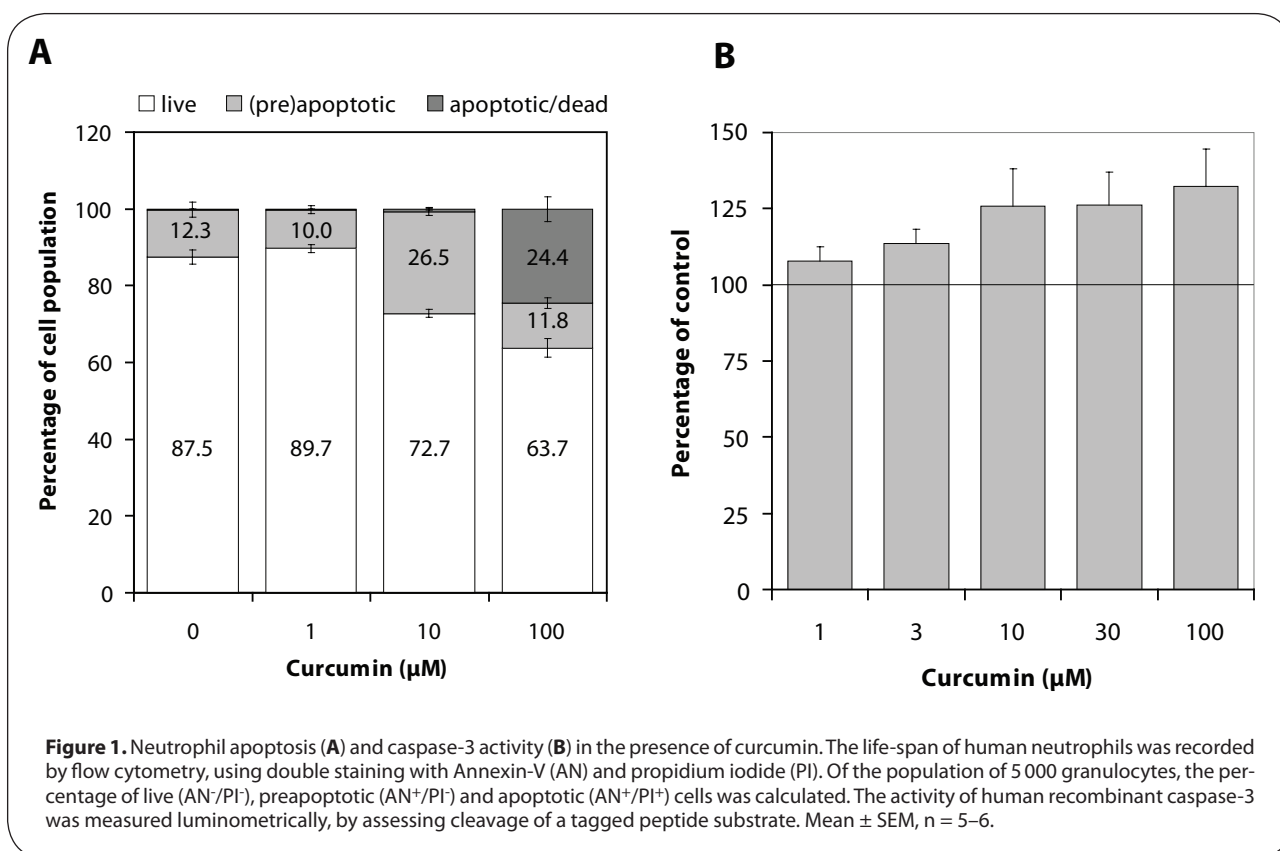 A
B
□ live □ (pre)apoptotic ■ apoptotic/dead
Percentage of cell population
120
100
80
60
40
20
0
12.3
10.0
26.5
24.4
11.8
87.5
89.7
72.7
63.7
0 1 10 100
Curcumin (µM)
Percentage of control
150
125
100
75
50
25
0
1 3 10 30 100
Curcumin (µM)
Figure 1. Neutrophil apoptosis (A) and caspase-3 activity (B) in the presence of curcumin. The life-span of human neutrophils was recorded
by flow cytometry, using double staining with Annexin-V (AN) and propidium iodide (PI). Of the population of 5 000 granulocytes, the per-
centage of live (AN⁻/PI⁻), preapoptotic (AN⁺/PI⁻) and apoptotic (AN⁺/PI⁺) cells was calculated. The activity of human recombinant caspase-3
was measured luminometrically, by assessing cleavage of a tagged peptide substrate. Mean ± SEM, n = 5–6.